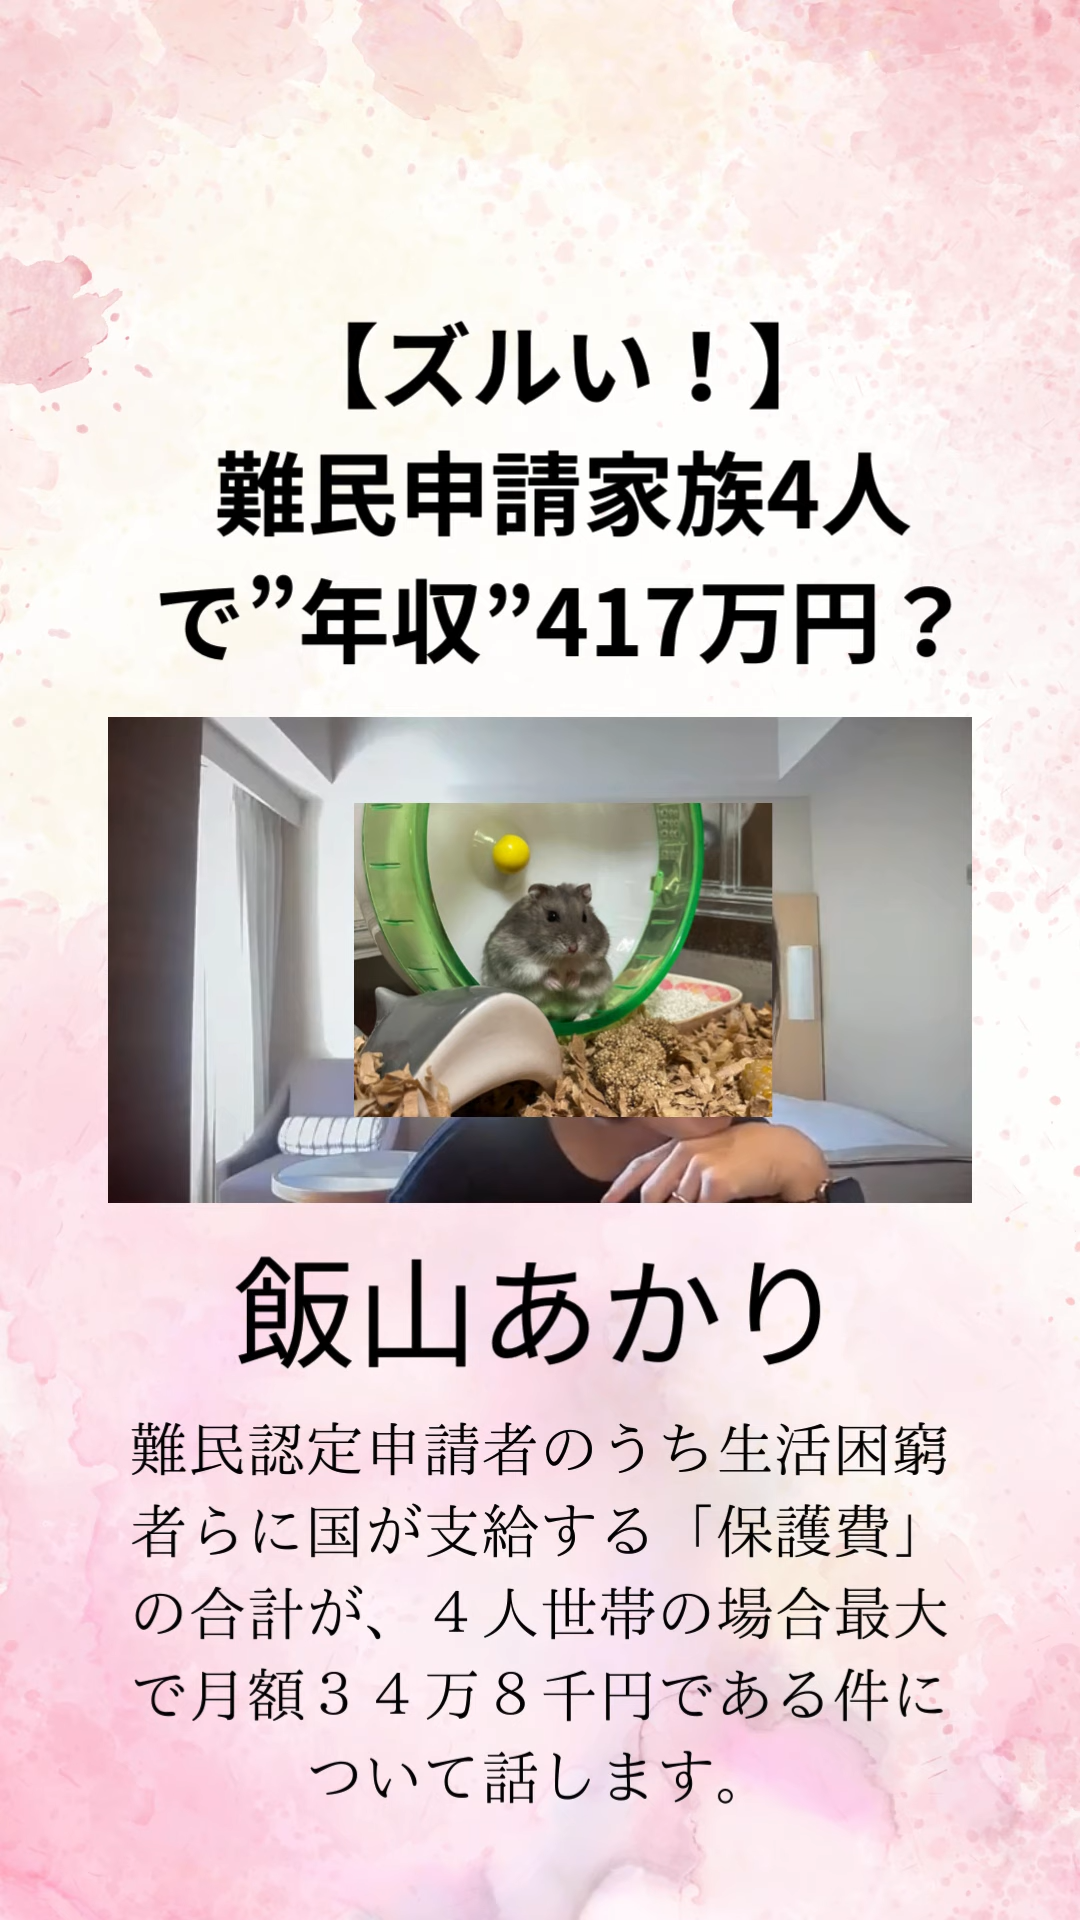 【ズルい！】
難民申請家族4人
で”年収”417万円？
飯山あかり
難民認定申請者のうち生活困窮
者らに国が支給する「保護費」
の合計が、４人世帯の場合最大
で月額３４万８千円である件に
ついて話します。